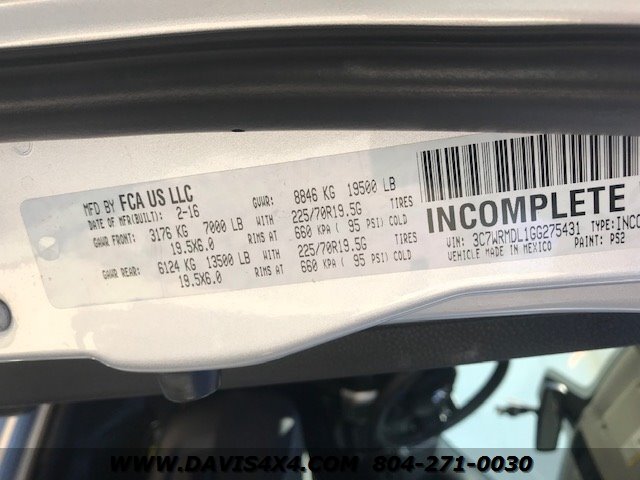 MFD BY FCA US LLC
DATE OF MFR(BUILT): 2-16 GVWR: 8846 KG 19500 LB
GAWR FRONT: 3176 KG 7000 LB WITH 225/70R19.5G TIRES
19.5X6.0 RIMS AT 660 KPA ( 95 PSI) COLD
GAWR REAR: 6124 KG 13500 LB WITH 225/70R19.5G TIRES
19.5X6.0 RIMS AT 660 KPA ( 95 PSI) COLD
INCOMPLETE
VIN: 3C7WRMDL1GG275431 TYPE:INCO
VEHICLE MADE IN MEXICO PAINT: PS2
WWW.DAVIS4X4.COM 804-271-0030